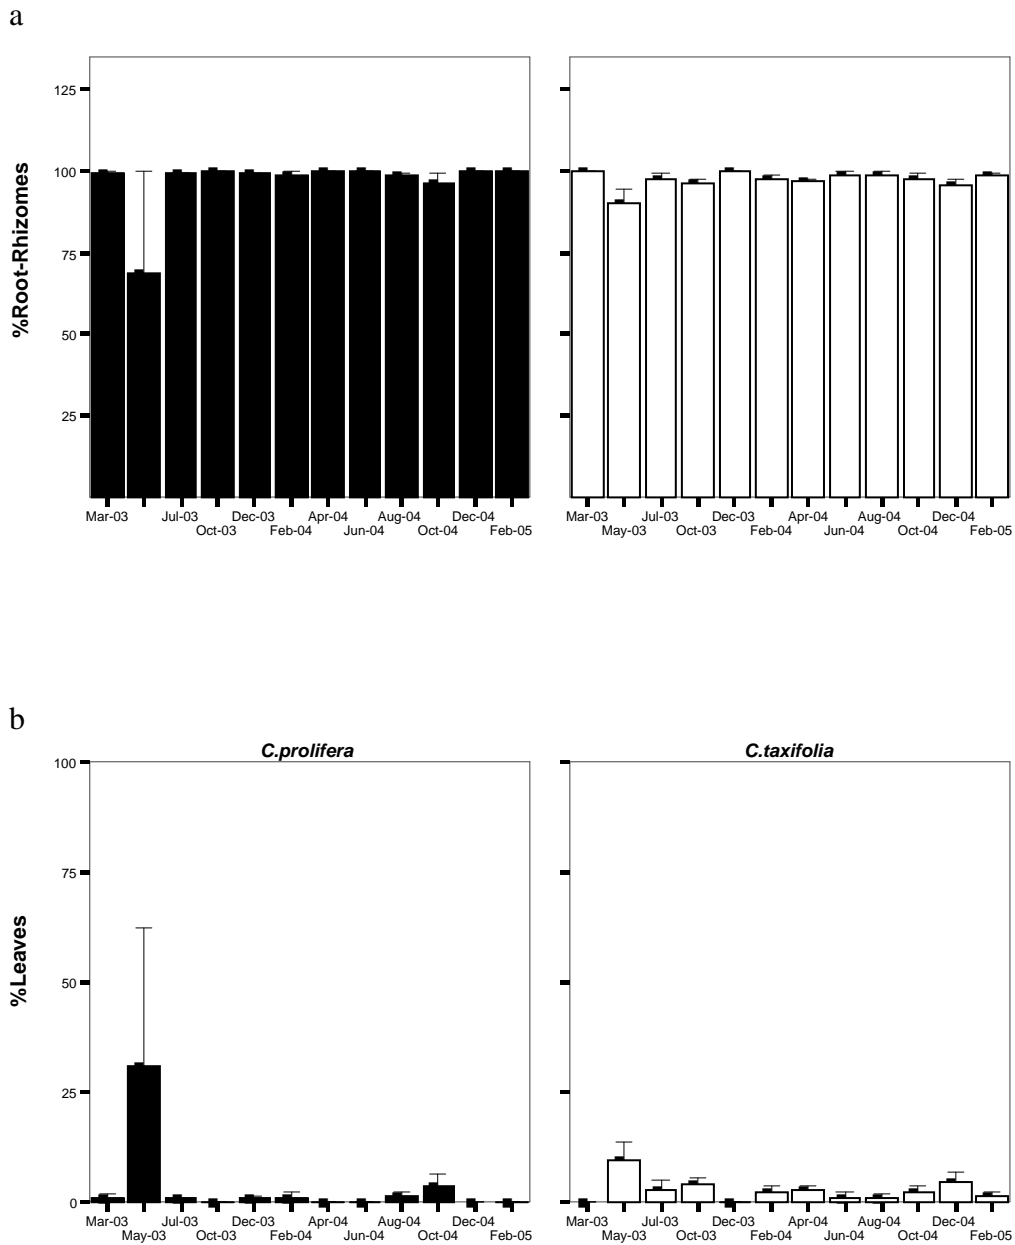 a
%Root-Rhizomes
125
100
75
50
25
Mar-03 Jul-03 Dec-03 Apr-04 Aug-04 Dec-04
Oct-03 Feb-04 Jun-04 Oct-04 Feb-05
Mar-03 Jul-03 Dec-03 Apr-04 Aug-04 Dec-04
May-03 Oct-03 Feb-04 Jun-04 Oct-04 Feb-05
b
C.prolifera
C.taxifolia
%Leaves
100
75
50
25
0
Mar-03 Jul-03 Dec-03 Apr-04 Aug-04 Dec-04
May-03 Oct-03 Feb-04 Jun-04 Oct-04 Feb-05
Mar-03 Jul-03 Dec-03 Apr-04 Aug-04 Dec-04
May-03 Oct-03 Feb-04 Jun-04 Oct-04 Feb-05